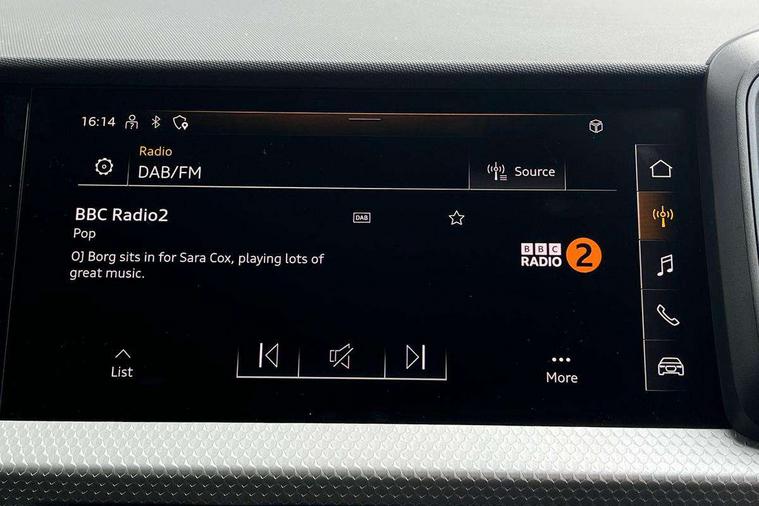 16:14
Radio
DAB/FM
Source
BBC Radio2
DAB
Pop
OJ Borg sits in for Sara Cox, playing lots of
great music.
BBC
RADIO 2
List
More